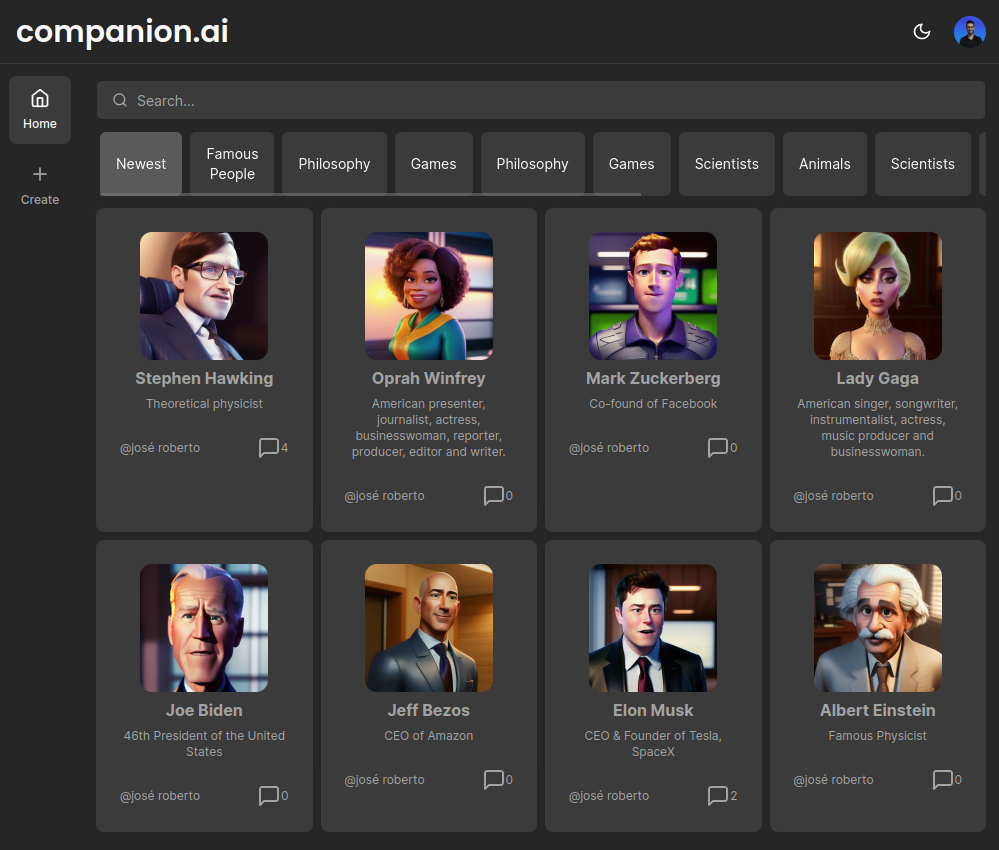 companion.ai
Home
Create
Search...
Newest
Famous
People
Philosophy
Games
Philosophy
Games
Scientists
Animals
Scientists
Stephen Hawking
Theoretical physicist
@josé roberto
4
Oprah Winfrey
American presenter,
journalist, actress,
businesswoman, reporter,
producer, editor and writer.
@josé roberto
0
Mark Zuckerberg
Co-found of Facebook
@josé roberto
0
Lady Gaga
American singer, songwriter,
instrumentalist, actress,
music producer and
businesswoman.
@josé roberto
0
Joe Biden
46th President of the United
States
@josé roberto
0
Jeff Bezos
CEO of Amazon
@josé roberto
0
Elon Musk
CEO & Founder of Tesla,
SpaceX
@josé roberto
2
Albert Einstein
Famous Physicist
@josé roberto
0